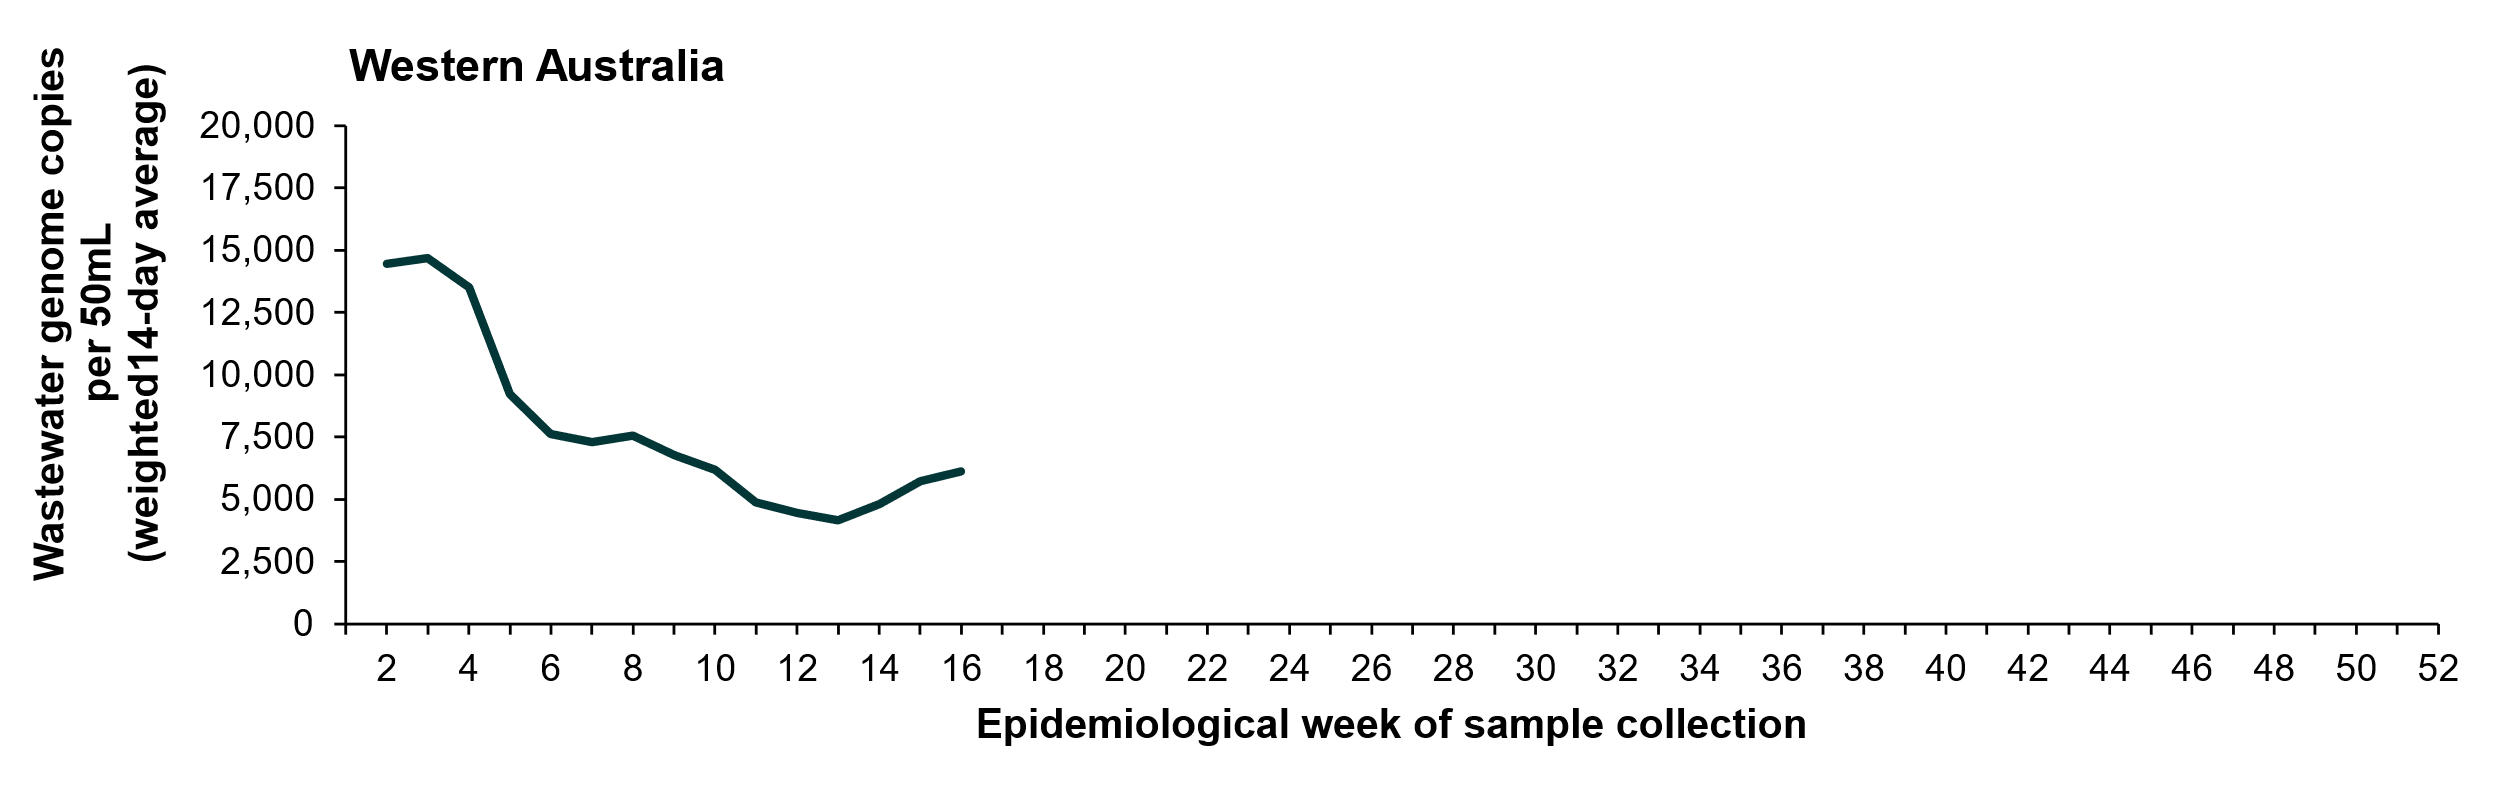 Western Australia
Wastewater genome copies
per 50mL
(weighted14-day average)
20,000
17,500
15,000
12,500
10,000
7,500
5,000
2,500
0
2 4 6 8 10 12 14 16 18 20 22 24 26 28 30 32 34 36 38 40 42 44 46 48 50 52
Epidemiological week of sample collection